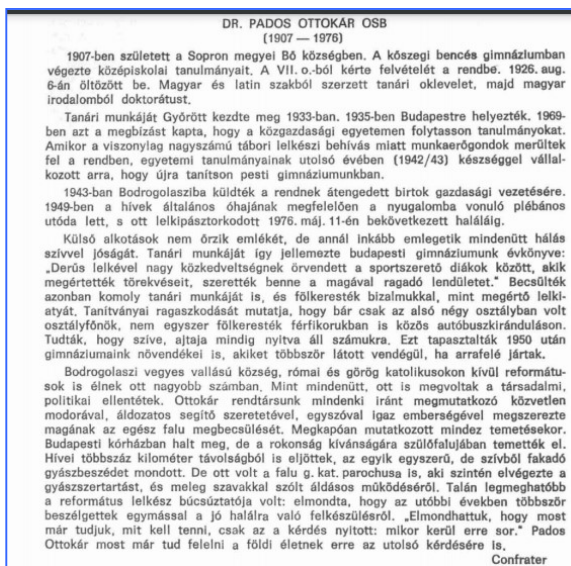 DR. PADOS OTTOKÁR OSB
(1907 — 1976)
1907-ben született a Sopron megyei Bő községben. A kőszegi bencés gimnáziumban
végezte középiskolai tanulmányait. A VII. o.-ból kérte felvételét a rendbe. 1926. aug.
6-án öltözött be. Magyar és latin szakból szerzett tanári oklevelet, majd magyar
irodalomból doktorátust.
Tanári munkáját Győrött kezdte meg 1933-ban. 1935-ben Budapestre helyezték. 1969-
ben azt a megbízást kapta, hogy a közgazdasági egyetemen folytasson tanulmányokat.
Amikor a viszonylag nagyszámú tábori lelkészi behívás miatt munkaerőgondok merültek
fel a rendben, egyetemi tanulmányainak utolsó évében (1942/43) készséggel vállal-
kozott arra, hogy újra tanítson pesti gimnáziumunkban.
1943-ban Bodrogolasziba küldték a rendnek átengedett birtok gazdasági vezetésére.
1949-ben a hívek általános óhajának megfelelően a nyugalomba vonuló plébános
utóda lett, s ott lelkipásztorkodott 1976. máj. 11-én bekövetkezett haláláig.
Külső alkotások nem őrzik emlékét, de annál inkább emlegetik mindenütt hálás
szívvel jóságát. Tanári munkáját így jellemezte budapesti gimnáziumunk évkönyve:
„Derűs lelkével nagy közkedveltségnek örvendett a sportszerető diákok között, akik
megértették törekvéseit, szerették benne a magával ragadó lendületet." Becsülték
azonban komoly tanári munkáját is, és fölkeresték bizalmukkal, mint megértő lelki-
atyát. Tanítványai ragaszkodását mutatja, hogy bár csak az alsó négy osztályban volt
osztályfőnök, nem egyszer fölkeresték férfikorukban is közös autóbuszkiránduláson.
Tudták, hogy szíve, ajtaja mindig nyitva áll számukra. Ezt tapasztalták 1950 után
gimnáziumaink növendékei is, akiket többször látott vendégül, ha arrafelé jártak.
Bodrogolaszi vegyes vallású község, római és görög katolikusokon kívül reformátu-
sok is élnek ott nagyobb számban. Mint mindenütt, ott is megvoltak a társadalmi,
politikai ellentétek. Ottokár rendtársunk mindenki iránt megmutatkozó közvetlen
modorával, áldozatos segítő szeretetével, egyszóval igaz emberségével megszerezte
magának az egész falu megbecsülését. Megkapóan mutatkozott mindez temetésekor.
Budapesti kórházban halt meg, de a rokonság kívánságára szülőfalujában temették el.
Hívei többszáz kilométer távolságból is eljöttek, az egyik egyszerű, de szívből fakadó
gyászbeszédet mondott. De ott volt a falu g. kat. parochusa is, aki szintén elvégezte a
gyászszertartást, és meleg szavakkal szólt áldásos működéséről. Talán legmeghatóbb
a református lelkész búcsúztatója volt: elmondta, hogy az utóbbi években többször
beszélgettek egymással a jó halálra való felkészülésről. „Elmondhattuk, hogy most
már tudjuk, mit kell tenni, csak az a kérdés nyitott: mikor kerül erre sor." Pados
Ottokár most már tud felelni a földi életnek erre az utolsó kérdésére is.
Confrater